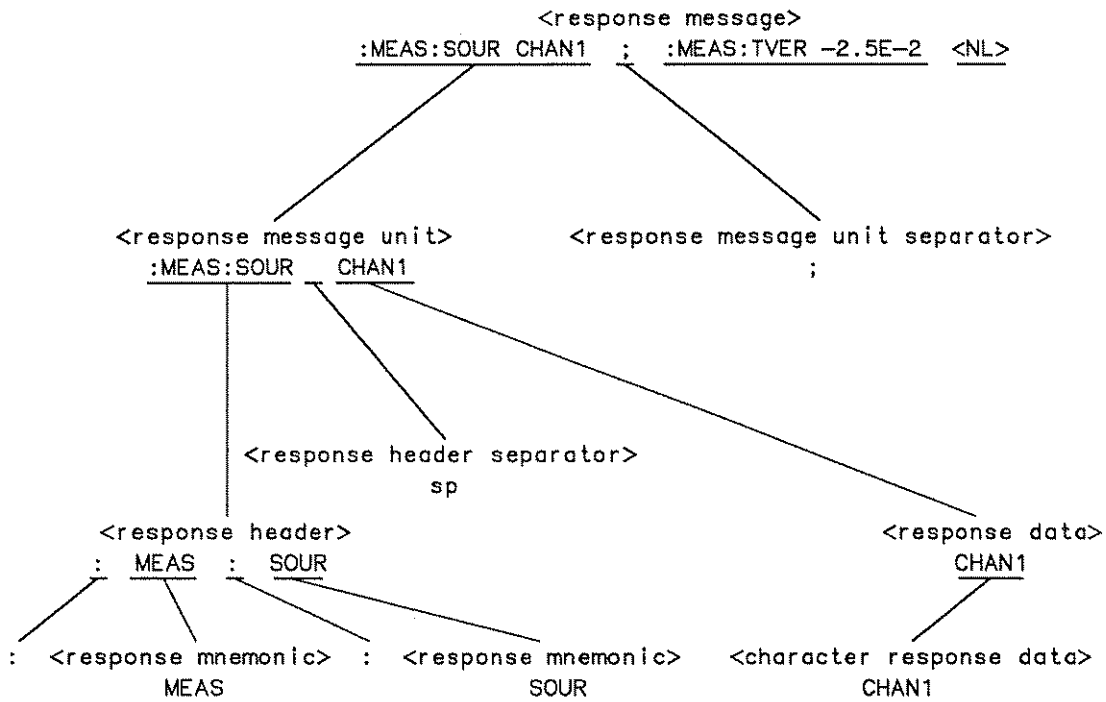 <response message>
:MEAS:SOUR CHAN1 ; :MEAS:TVER -2.5E-2 <NL>
<response message unit> <response message unit separator>
:MEAS:SOUR CHAN1 ;
<response header separator>
sp
<response header> <response data>
: MEAS : SOUR CHAN1
: <response mnemonic> : <response mnemonic> <character response data>
MEAS SOUR CHAN1